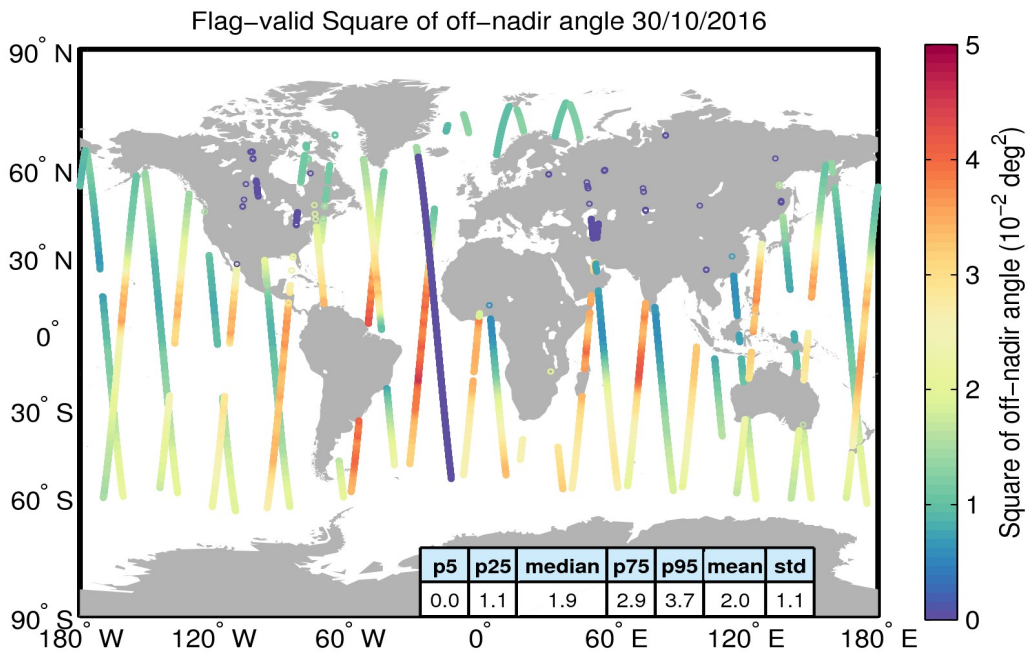 Flag−valid Square of off−nadir angle 30/10/2016
90° N
60° N
30° N
0°
30° S
60° S
90° S
180° W
120° W
60° W
0°
60° E
120° E
180° E
p5 p25 median p75 p95 mean std
0.0 1.1 1.9 2.9 3.7 2.0 1.1
5
4
3
2
1
0
Square of off−nadir angle (10⁻² deg²)